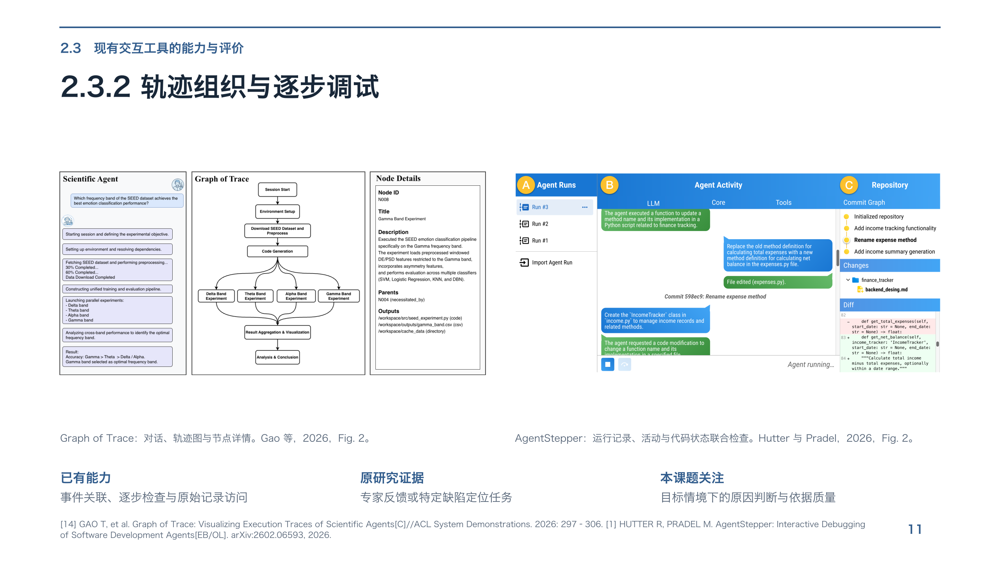 2.3 现有交互工具的能力与评价
2.3.2 轨迹组织与逐步调试
Scientific Agent
Which frequency band of the SEED dataset achieves the
best emotion classification performance?
Starting session and defining the experimental objective.
Setting up environment and resolving dependencies.
Fetching SEED dataset and performing preprocessing...
30% Completed...
60% Completed...
Data Download Completed
Constructing unified training and evaluation pipeline.
Launching parallel experiments:
- Delta band
- Theta band
- Alpha band
- Gamma band
Analyzing cross-band performance to identify the optimal
frequency band.
Result:
Accuracy: Gamma > Theta > Delta / Alpha.
Gamma band selected as optimal frequency band.
Graph of Trace
Session Start
Environment Setup
Download SEED Dataset and
Preprocess
Code Generation
Delta Band
Experiment
Theta Band
Experiment
Alpha Band
Experiment
Gamma Band
Experiment
Result Aggregation & Visualization
Analysis & Conclusion
Node Details
Node ID
N008
Title
Gamma Band Experiment
Description
Executed the SEED emotion classification pipeline
specifically on the Gamma frequency band.
The experiment loads preprocessed windowed
DE/PSD features restricted to the Gamma band,
incorporates asymmetry features,
and performs evaluation across multiple classifiers
(SVM, Logistic Regression, KNN, and DBN).
Parents
N004 (necessitated_by)
Outputs
/workspace/src/seed_experiment.py (code)
/workspace/outputs/gamma_band.csv (csv)
/workspace/cache_data (directory)
A Agent Runs
Run #3
Run #2
Run #1
Import Agent Run
B Agent Activity
LLM Core Tools
The agent executed a function to update a
method name and its implementation in a
Python script related to finance tracking.
Replace the old method definition for
calculating total expenses with a new
method definition for calculating net
balance in the expenses.py file.
File edited (expenses.py).
Commit 598ec9: Rename expense method
Create the `IncomeTracker` class in
`income.py` to manage income records and
related methods.
The agent requested a code modification to
change a function name and its
implementation in a specified file
Agent running...
C Repository
Commit Graph
Initialized repository
Add income tracking functionality
Rename expense method
Add income summary generation
Changes
finance_tracker
backend_desing.md
Diff
82
− def get_total_expenses(self,
start_date: str = None, end_date:
str = None) -> float:
83 + def get_net_balance(self,
income_tracker: 'IncomeTracker',
start_date: str = None, end_date:
str = None) -> float:
84 + """Calculate total income
minus total expenses, optionally
within a date range."""
Graph of Trace：对话、轨迹图与节点详情。Gao 等，2026，Fig. 2。
AgentStepper：运行记录、活动与代码状态联合检查。Hutter 与 Pradel，2026，Fig. 2。
已有能力
事件关联、逐步检查与原始记录访问
原研究证据
专家反馈或特定缺陷定位任务
本课题关注
目标情境下的原因判断与依据质量
[14] GAO T, et al. Graph of Trace: Visualizing Execution Traces of Scientific Agents[C]//ACL System Demonstrations. 2026: 297 - 306. [1] HUTTER R, PRADEL M. AgentStepper: Interactive Debugging
of Software Development Agents[EB/OL]. arXiv:2602.06593, 2026.
11